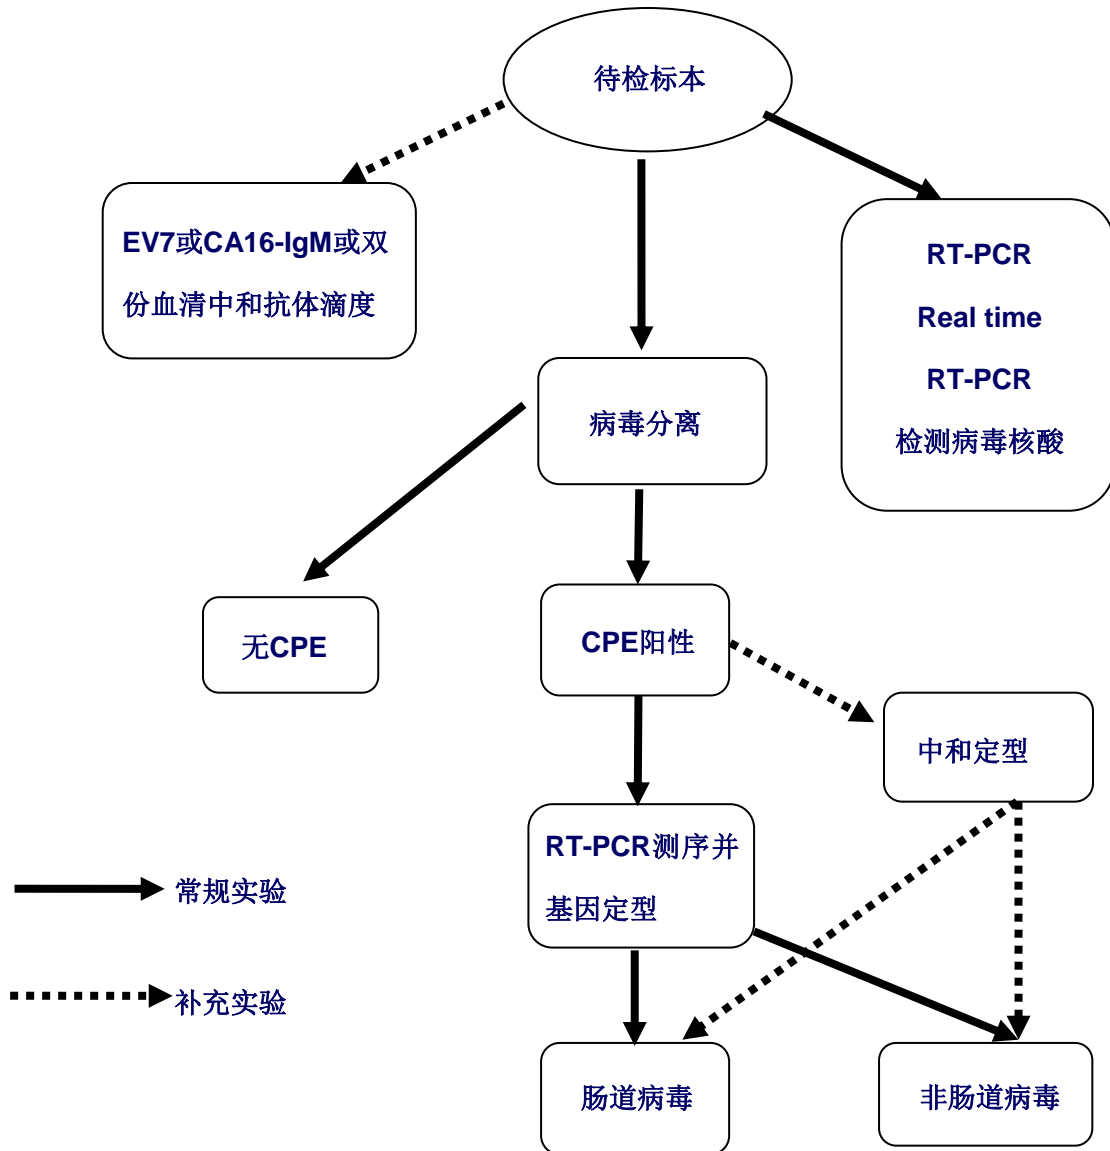 待检标本
EV7或CA16-IgM或双
份血清中和抗体滴度
RT-PCR
Real time
RT-PCR
检测病毒核酸
病毒分离
无CPE
CPE阳性
中和定型
RT-PCR测序并
基因定型
常规实验
补充实验
肠道病毒
非肠道病毒